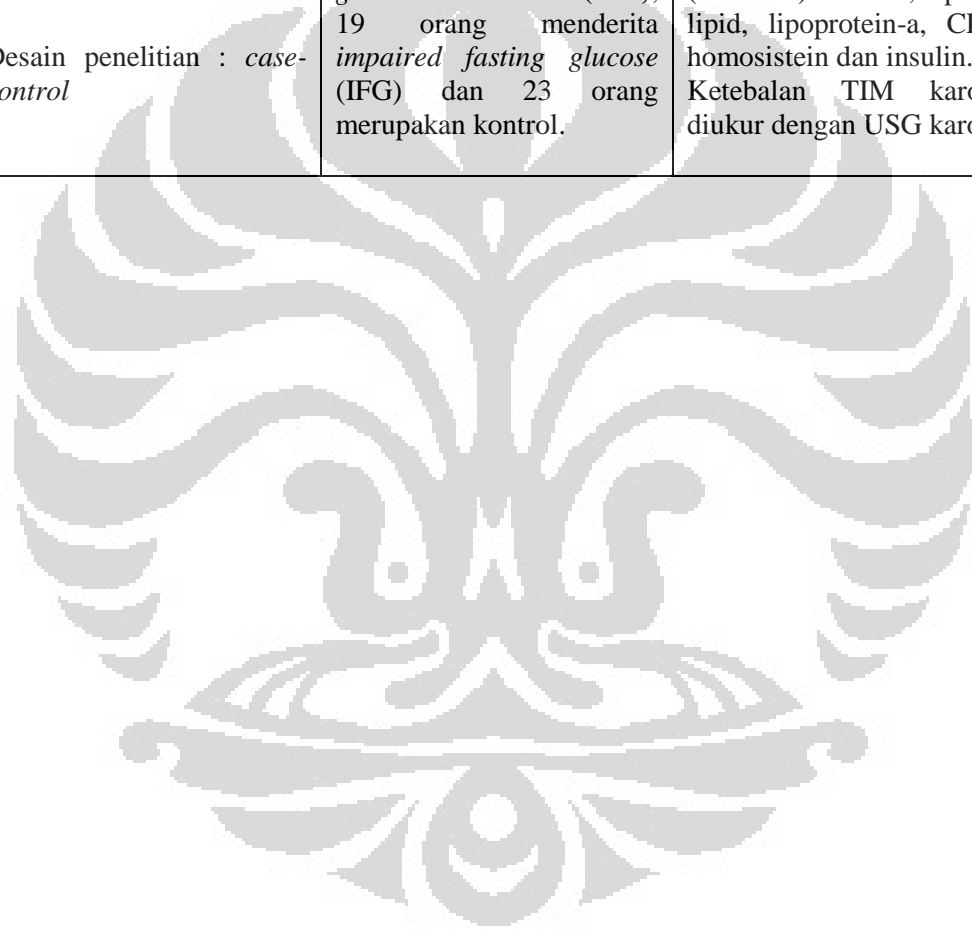 Desain penelitian : case-
control
19 orang menderita
impaired fasting glucose
(IFG) dan 23 orang
merupakan kontrol.
lipid, lipoprotein-a,
homosistein dan insulin.
Ketebalan TIM
diukur dengan USG